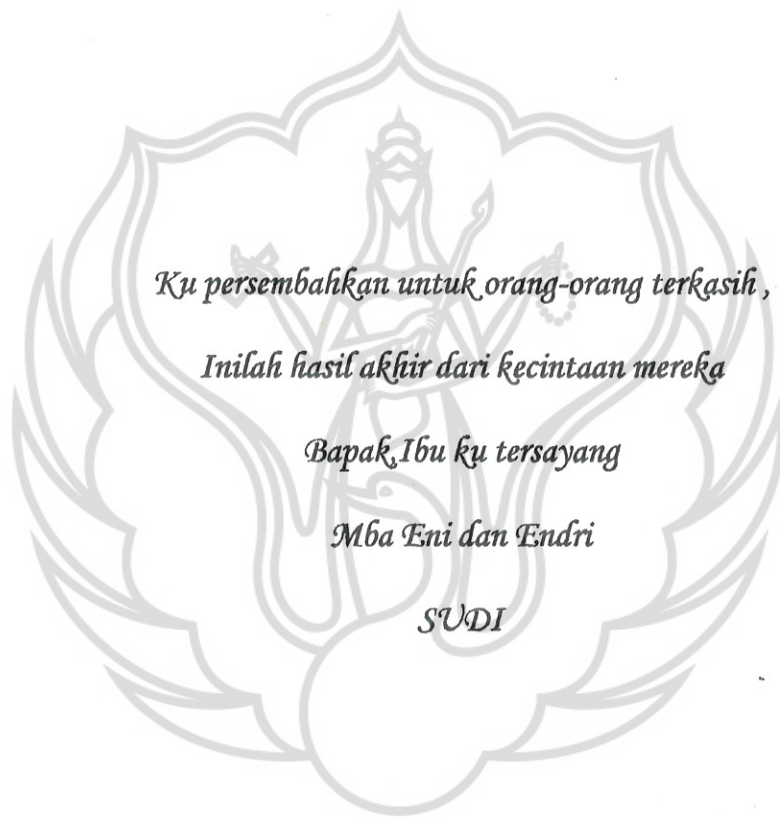 Ku persembahkan untuk orang-orang terkasih ,
Inilah hasil akhir dari kecintaan mereka
Bapak,Ibu ku tersayang
Mba Eni dan Endri
SUDI